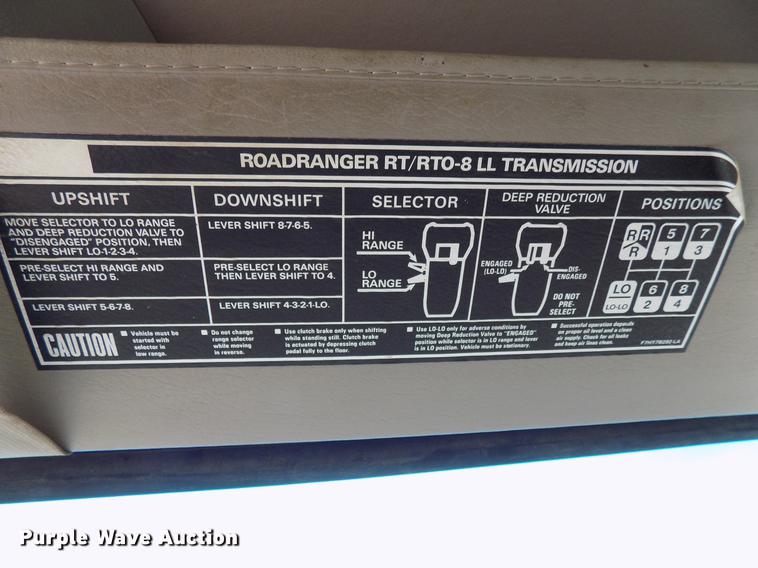 ROADRANGER RT/RTO-8 LL TRANSMISSION
UPSHIFT
MOVE SELECTOR TO LO RANGE
AND DEEP REDUCTION VALVE TO
"DISENGAGED" POSITION, THEN
LEVER SHIFT LO-1-2-3-4.
PRE-SELECT HI RANGE AND
LEVER SHIFT TO 5.
LEVER SHIFT 5-6-7-8.
DOWNSHIFT
LEVER SHIFT 8-7-6-5.
PRE-SELECT LO RANGE
THEN LEVER SHIFT TO 4.
LEVER SHIFT 4-3-2-1-LO.
SELECTOR
HI
RANGE
LO
RANGE
DEEP REDUCTION
VALVE
ENGAGED
(LO-LO)
DIS-
ENGAGED
DO NOT
PRE-
SELECT
POSITIONS
R R 5 7
R 1 3
LO 6 8
LO-LO 2 4
CAUTION
Vehicle must be
started with
selector in
low range.
Do not change
range selector
while moving
in reverse.
Use clutch brake only when shifting
while standing still. Clutch brake
is actuated by depressing clutch
pedal fully to the floor.
Use LO-LO only for adverse conditions by
moving Deep Reduction Valve to "ENGAGED"
position while selector is in LO range and lever
is in LO position. Vehicle must be stationary.
Successful operation depends
on proper oil level and a clean
air supply. Check for oil leaks
and keep air lines clean.
Purple Wave Auction